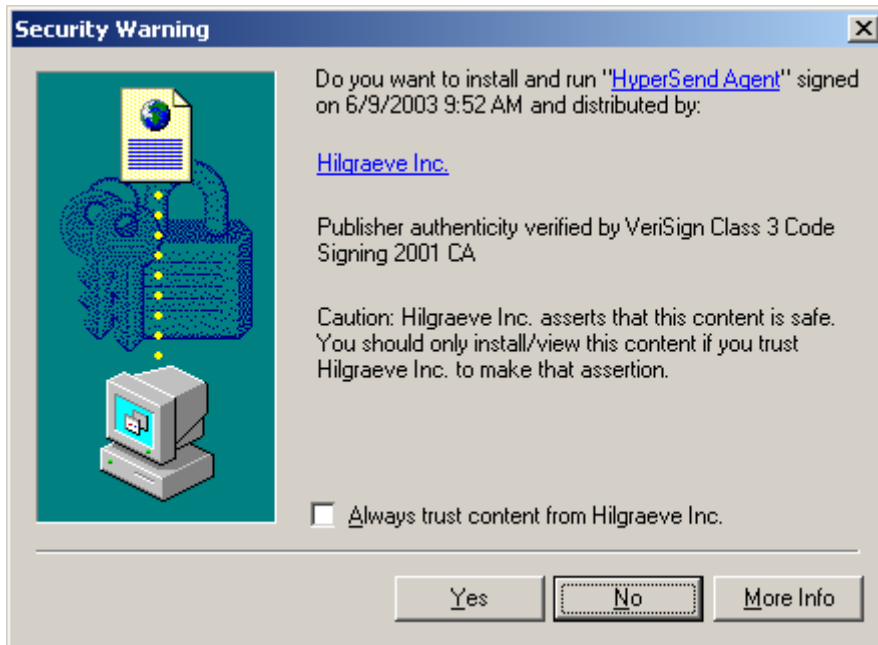 Security Warning
Do you want to install and run "HyperSend Agent" signed
on 6/9/2003 9:52 AM and distributed by:
Hilgraeve Inc.
Publisher authenticity verified by VeriSign Class 3 Code
Signing 2001 CA
Caution: Hilgraeve Inc. asserts that this content is safe.
You should only install/view this content if you trust
Hilgraeve Inc. to make that assertion.
Always trust content from Hilgraeve Inc.
Yes
No
More Info